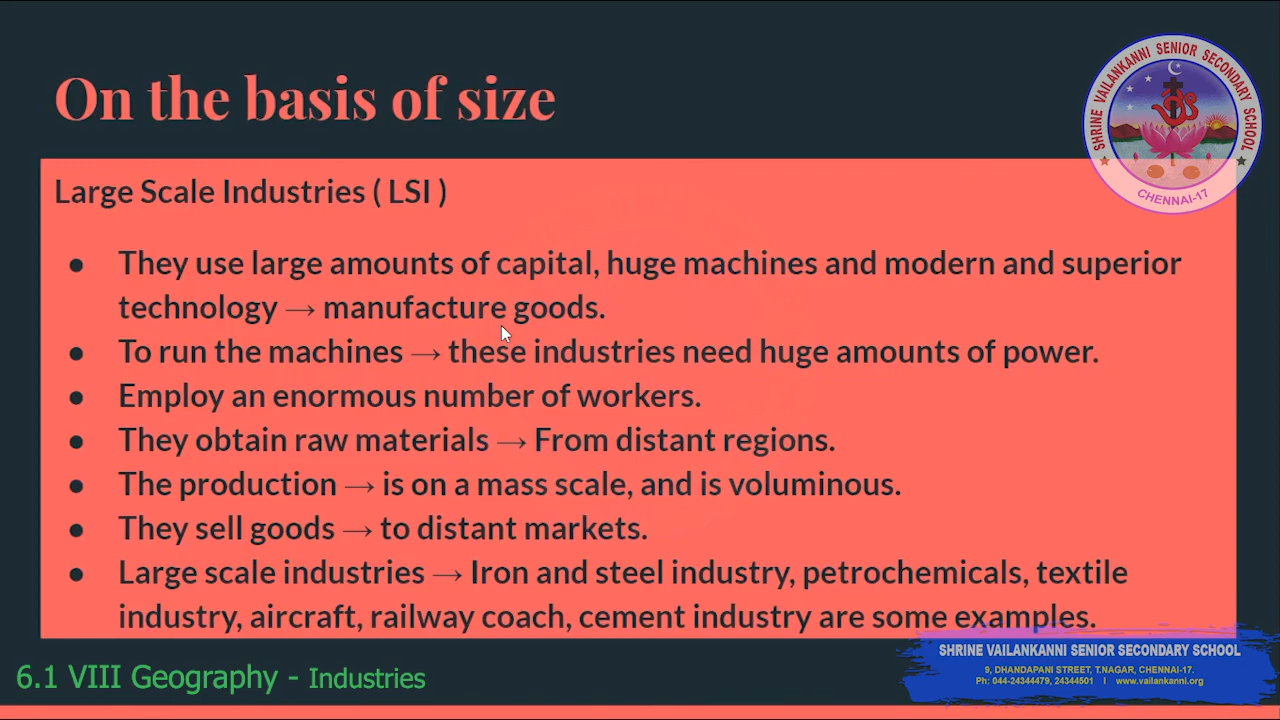 On the basis of size
SHRINE VAILANKANNI SENIOR SECONDARY SCHOOL
CHENNAI-17
Large Scale Industries ( LSI )
● They use large amounts of capital, huge machines and modern and superior
technology → manufacture goods.
● To run the machines → these industries need huge amounts of power.
● Employ an enormous number of workers.
● They obtain raw materials → From distant regions.
● The production → is on a mass scale, and is voluminous.
● They sell goods → to distant markets.
● Large scale industries → Iron and steel industry, petrochemicals, textile
industry, aircraft, railway coach, cement industry are some examples.
6.1 VIII Geography - Industries
SHRINE VAILANKANNI SENIOR SECONDARY SCHOOL
9, DHANDAPANI STREET, T.NAGAR, CHENNAI-17.
Ph: 044-24344479, 24344501 I www.vailankanni.org